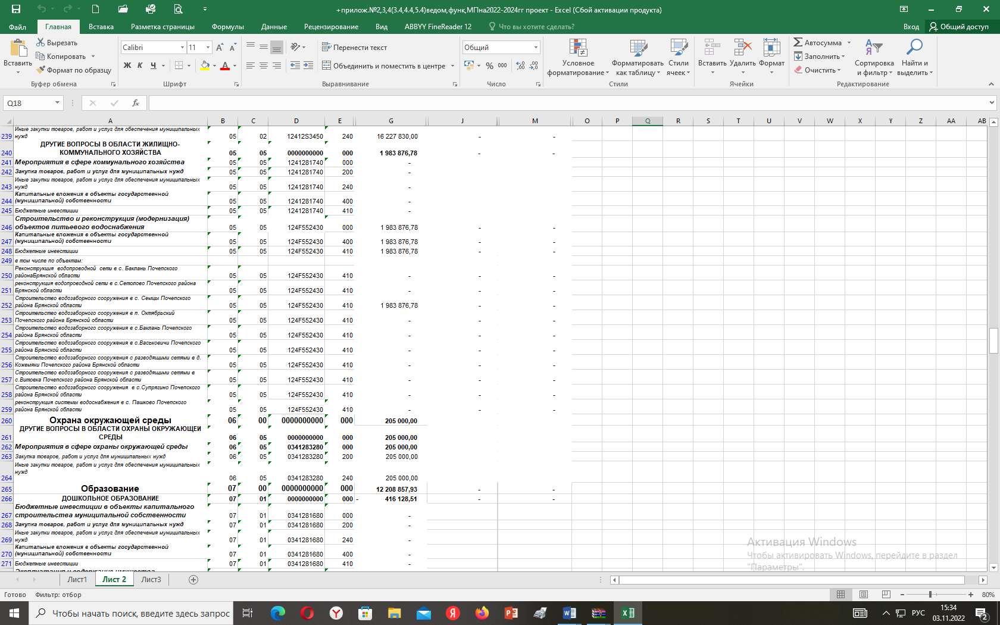 +прилож.№2,3,4(3.4,4.4,5.4)ведом,функ,МПна2022-2024гг проект - Excel (Сбой активации продукта)
Файл Главная Вставка Разметка страницы Формулы Данные Рецензирование Вид ABBYY FineReader 12 Что вы хотите сделать? Вход Общий доступ
Вставить Вырезать Копировать Формат по образцу
Calibri 11 Ж К Ч
Перенести текст
Объединить и поместить в центре
Общий % 000
Условное форматирование Форматировать как таблицу Стили ячеек
Вставить Удалить Формат
Автосумма Заполнить Очистить
Сортировка и фильтр Найти и выделить
Буфер обмена Шрифт Выравнивание Число Стили Ячейки Редактирование
Q18 fx
A B C D E G J M O P Q R S T U V W X Y Z AA AB
Иные закупки товаров, работ и услуг для обеспечения муниципальных
239 нужд 05 02 12412S3450 240 16 227 830,00 - -
ДРУГИЕ ВОПРОСЫ В ОБЛАСТИ ЖИЛИЩНО-
240 КОММУНАЛЬНОГО ХОЗЯЙСТВА 05 05 0000000000 000 1 983 876,78 - -
241 Мероприятия в сфере коммунального хозяйства 05 05 1241281740 000 -
242 Закупка товаров, работ и услуг для муниципальных нужд 05 05 1241281740 200 -
Иные закупки товаров, работ и услуг для обеспечения муниципальных
243 нужд 05 05 1241281740 240 -
Капитальные вложения в объекты государственной
244 (муниципальной) собственности 05 05 1241281740 400 -
245 Бюджетные инвестиции 05 05 1241281740 410 -
Строительство и реконструкция (модернизация)
246 объектов питьевого водоснабжения 05 05 124F552430 000 1 983 876,78 - -
Капитальные вложения в объекты государственной
247 (муниципальной) собственности 05 05 124F552430 400 1 983 876,78 - -
248 Бюджетные инвестиции 05 05 124F552430 410 1 983 876,78 - -
249 в том числе по объектам:
Реконструкция водопроводной сети в с. Баклань Почепского
250 районаБрянской области 05 05 124F552430 410 - - -
реконструкция водопроводной сети в с.Сетолово Почепского района
251 Брянской области 05 05 124F552430 410 - - -
Строительство водозаборного сооружения в с. Семцы Почепского
252 района Брянской области 05 05 124F552430 410 1 983 876,78 - -
Строительство водозаборного сооружения в п. Октябрьский
253 Почепского района Брянской области 05 05 124F552430 410 - - -
Строительство водозаборного сооружения в с.Баклань Почепского
254 района Брянской области 05 05 124F552430 410 - - -
Строительство водозаборного сооружения в с.Васьковичи Почепского
255 района Брянской области 05 05 124F552430 410 - - -
Строительство водозаборного сооружения с разводящими сетями в д.
256 Кожемяки Почепского района Брянской области 05 05 124F552430 410 - - -
Строительство водозаборного сооружения с разводящими сетями в
257 с.Витовка Почепского района Брянской области 05 05 124F552430 410 - - -
Строительство водозаборного сооружения в с.Супрягино Почепского
258 района Брянской области 05 05 124F552430 410 - - -
реконструкция системы водоснабжения в с. Пашково Почепского
259 района Брянской области 05 05 124F552430 410 - - -
260 Охрана окружающей среды 06 00 0000000000 000 205 000,00
ДРУГИЕ ВОПРОСЫ В ОБЛАСТИ ОХРАНЫ ОКРУЖАЮЩЕЙ
261 СРЕДЫ 06 05 0000000000 000 205 000,00
262 Мероприятия в сфере охраны окружающей среды 06 05 0341283280 000 205 000,00
263 Закупка товаров, работ и услуг для муниципальных нужд 06 05 0341283280 200 205 000,00
Иные закупки товаров, работ и услуг для обеспечения муниципальных
нужд
264 06 05 0341283280 240 205 000,00
265 Образование 07 00 0000000000 000 12 208 857,93 - -
266 ДОШКОЛЬНОЕ ОБРАЗОВАНИЕ 07 01 0000000000 000 - 416 128,51 - -
Бюджетные инвестиции в объекты капитального
267 строительства муниципальной собственности 07 01 0341281680 000 -
268 Закупка товаров, работ и услуг для муниципальных нужд 07 01 0341281680 200 -
Иные закупки товаров, работ и услуг для обеспечения муниципальных
269 нужд 07 01 0341281680 240 -
Капитальные вложения в объекты государственной
270 (муниципальной) собственности 07 01 0341281680 400 -
271 Бюджетные инвестиции 07 01 0341281680 410 -
Активация Windows
Чтобы активировать Windows, перейдите в раздел
"Параметры".
Лист1 Лист 2 Лист3
Готово Фильтр: отбор 80%
Чтобы начать поиск, введите здесь запрос
РУС 15:34
03.11.2022 2